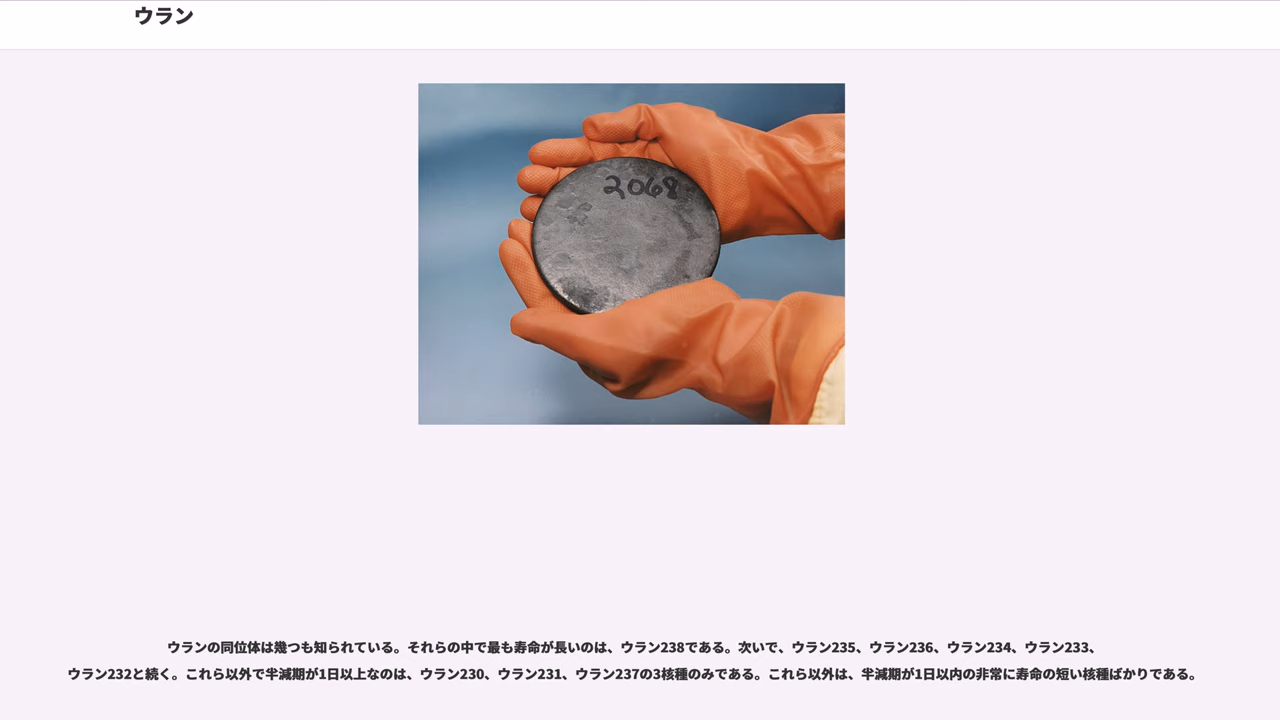 ウラン
2068
ウランの同位体は幾つも知られている。それらの中で最も寿命が長いのは、ウラン238である。次いで、ウラン235、ウラン236、ウラン234、ウラン233、
ウラン232と続く。これら以外で半減期が1日以上なのは、ウラン230、ウラン231、ウラン237の3核種のみである。これら以外は、半減期が1日以内の非常に寿命の短い核種ばかりである。